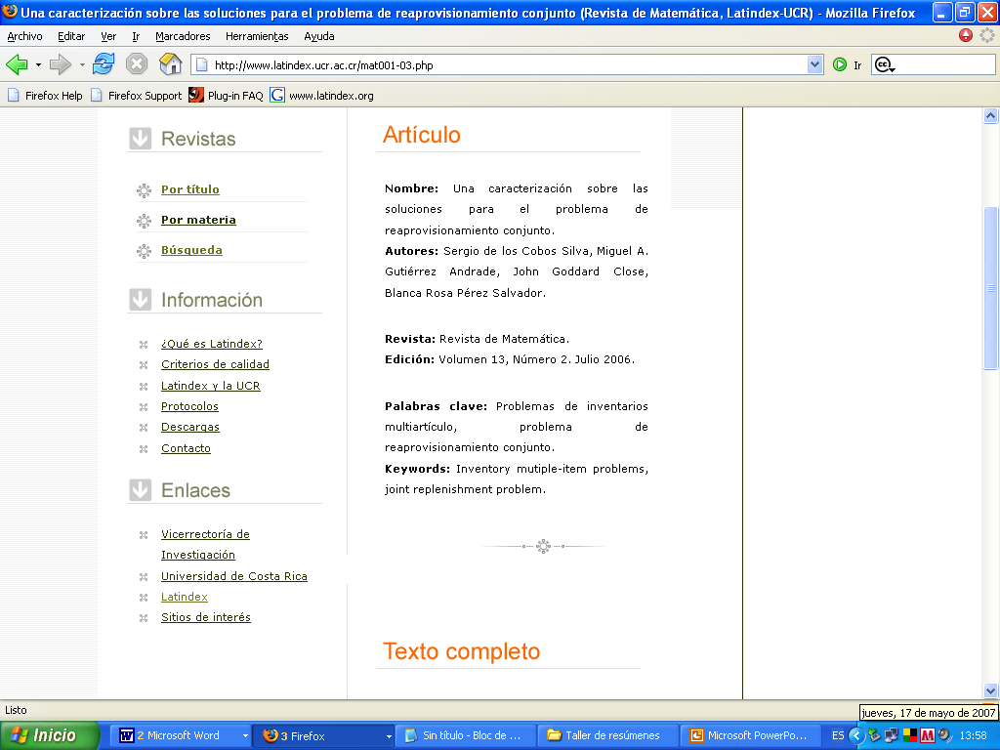 Una caracterización sobre las soluciones para el problema de reaprovisionamiento conjunto (Revista de Matemática, Latindex-UCR) - Mozilla Firefox
Archivo Editar Ver Ir Marcadores Herramientas Ayuda
http://www.latindex.ucr.ac.cr/mat001-03.php
Ir
cc
Firefox Help Firefox Support Plug-in FAQ www.latindex.org
Revistas
Por título
Por materia
Búsqueda
Información
¿Qué es Latindex?
Criterios de calidad
Latindex y la UCR
Protocolos
Descargas
Contacto
Enlaces
Vicerrectoría de
Investigación
Universidad de Costa Rica
Latindex
Sitios de interés
Artículo
Nombre: Una caracterización sobre las
soluciones para el problema de
reaprovisionamiento conjunto.
Autores: Sergio de los Cobos Silva, Miguel A.
Gutiérrez Andrade, John Goddard Close,
Blanca Rosa Pérez Salvador.
Revista: Revista de Matemática.
Edición: Volumen 13, Número 2. Julio 2006.
Palabras clave: Problemas de inventarios
multiartículo, problema de
reaprovisionamiento conjunto.
Keywords: Inventory mutiple-item problems,
joint replenishment problem.
Texto completo
Listo
jueves, 17 de mayo de 2007
Inicio
2 Microsoft Word
3 Firefox
Sin título - Bloc de ...
Taller de resúmenes
Microsoft PowerPo...
ES
13:58